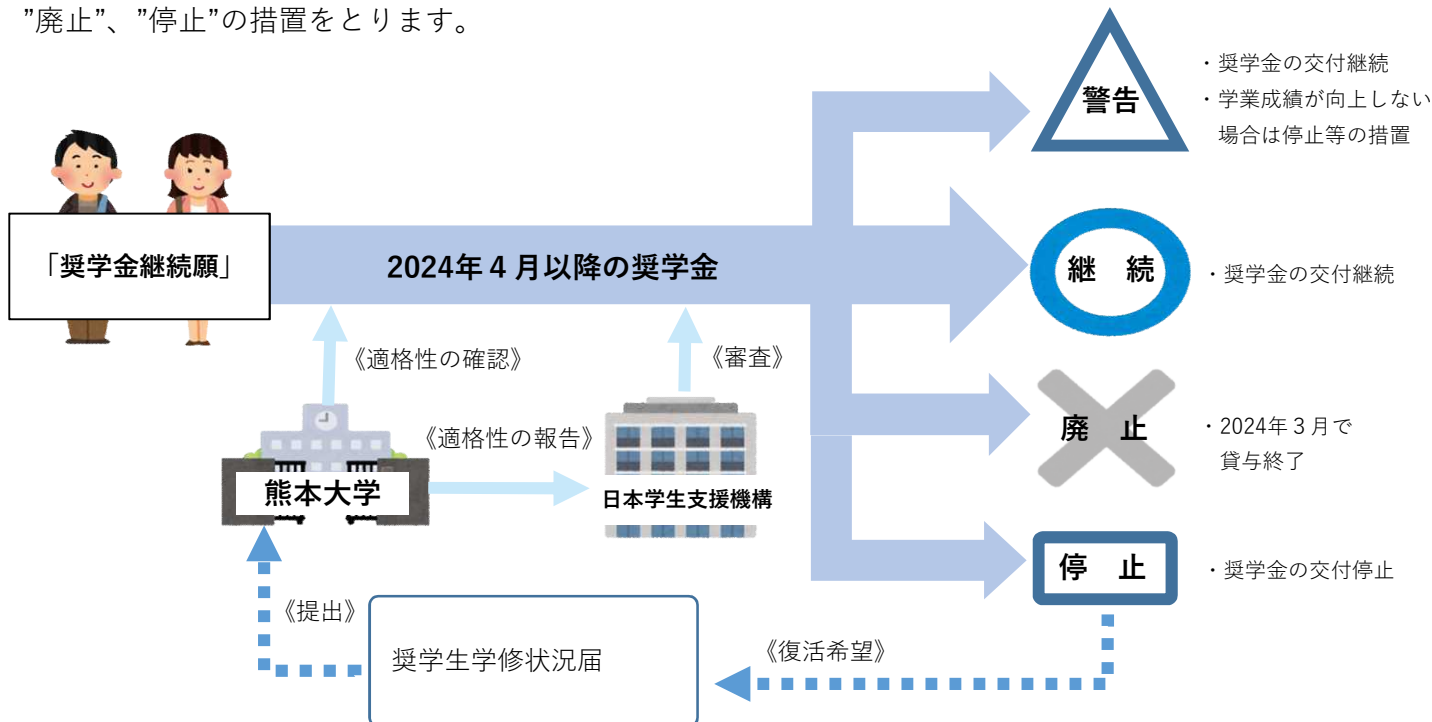 ”廃止”、”停止”の措置をとります。
警告
・奨学金の交付継続
・学業成績が向上しない
場合は停止等の措置
「奨学金継続願」
2024年４月以降の奨学金
継　続
・奨学金の交付継続
《適格性の確認》
《審査》
廃　止
・2024年３月で
貸与終了
《適格性の報告》
熊本大学
日本学生支援機構
停　止
・奨学金の交付停止
《提出》
奨学生学修状況届
《復活希望》